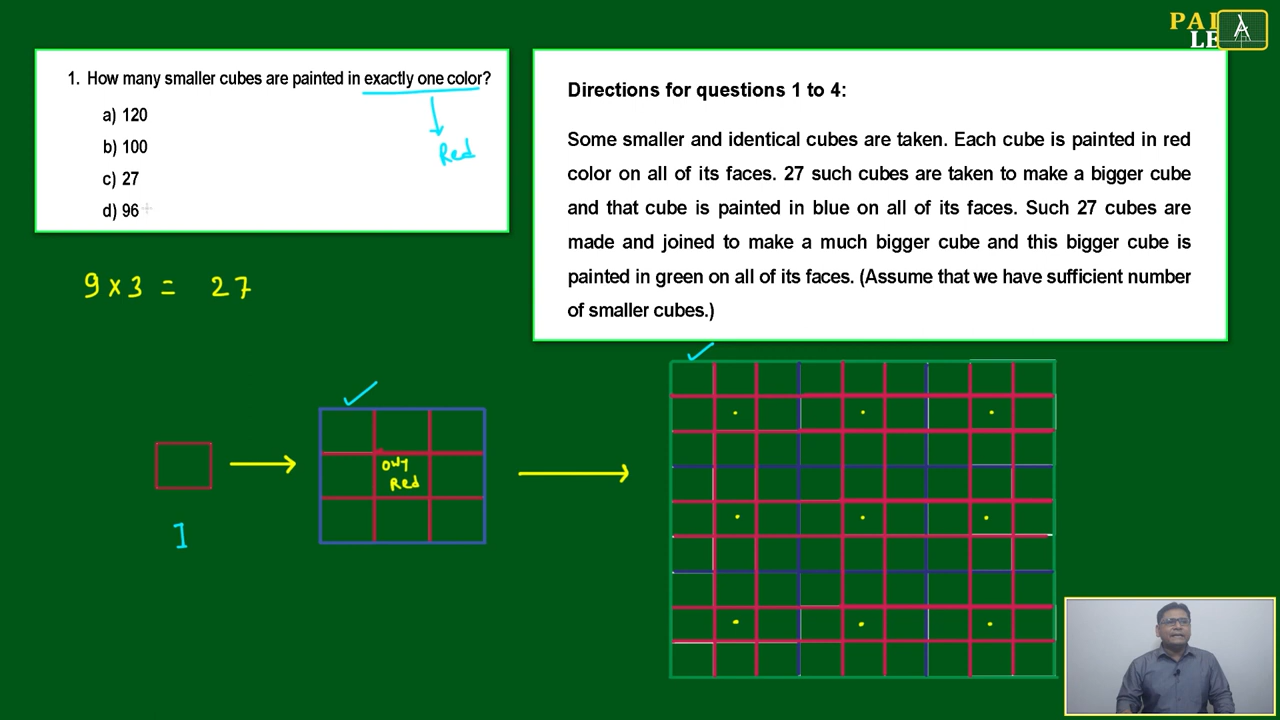 PAI
LE
1. How many smaller cubes are painted in exactly one color?
a) 120
b) 100
c) 27
d) 96
Red
Directions for questions 1 to 4:
Some smaller and identical cubes are taken. Each cube is painted in red
color on all of its faces. 27 such cubes are taken to make a bigger cube
and that cube is painted in blue on all of its faces. Such 27 cubes are
made and joined to make a much bigger cube and this bigger cube is
painted in green on all of its faces. (Assume that we have sufficient number
of smaller cubes.)
9 x 3 = 27
Red
1